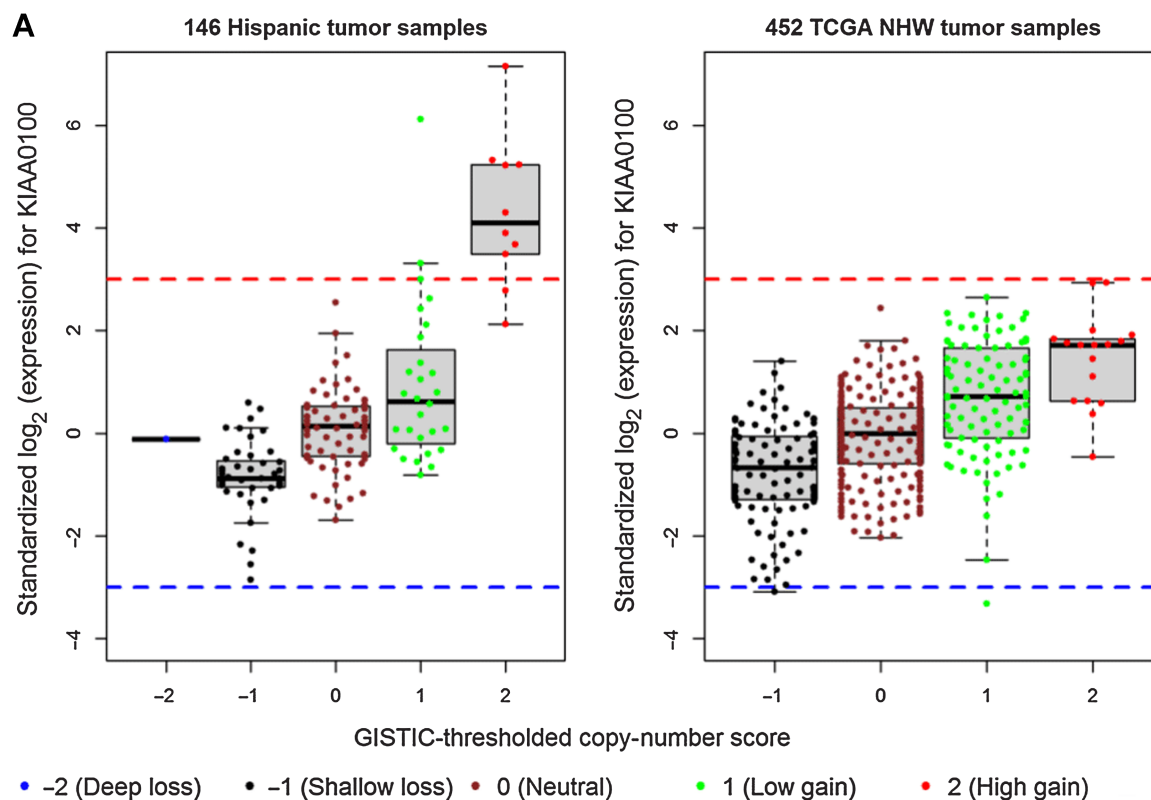 A
146 Hispanic tumor samples
452 TCGA NHW tumor samples
Standardized log2 (expression) for KIAA0100
6
4
2
0
-2
-4
Standardized log2 (expression) for KIAA0100
6
4
2
0
-2
-4
−2 −1 0 1 2
−1 0 1 2
GISTIC-thresholded copy-number score
−2 (Deep loss) −1 (Shallow loss) 0 (Neutral) 1 (Low gain) 2 (High gain)